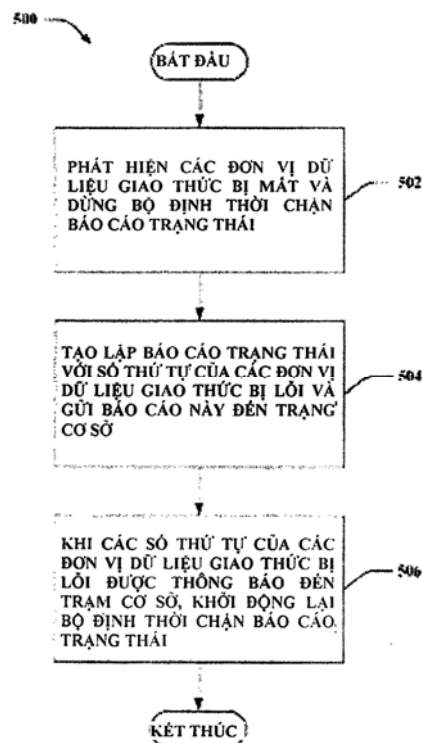 500
BẮT ĐẦU
PHÁT HIỆN CÁC ĐƠN VỊ DỮ
LIỆU GIAO THỨC BỊ MẤT VÀ
DỪNG BỘ ĐỊNH THỜI CHẶN
BÁO CÁO TRẠNG THÁI
502
TẠO LẬP BÁO CÁO TRẠNG THÁI
VỚI SỐ THỨ TỰ CỦA CÁC ĐƠN VỊ
DỮ LIỆU GIAO THỨC BỊ LỖI VÀ
GỬI BÁO CÁO NÀY ĐẾN TRẠNG
CƠ SỞ
504
KHI CÁC SỐ THỨ TỰ CỦA CÁC
ĐƠN VỊ DỮ LIỆU GIAO THỨC BỊ
LỖI ĐƯỢC THÔNG BÁO ĐẾN
TRẠM CƠ SỞ, KHỞI ĐỘNG LẠI
BỘ ĐỊNH THỜI CHẶN BÁO CÁO
TRẠNG THÁI
506
KẾT THÚC